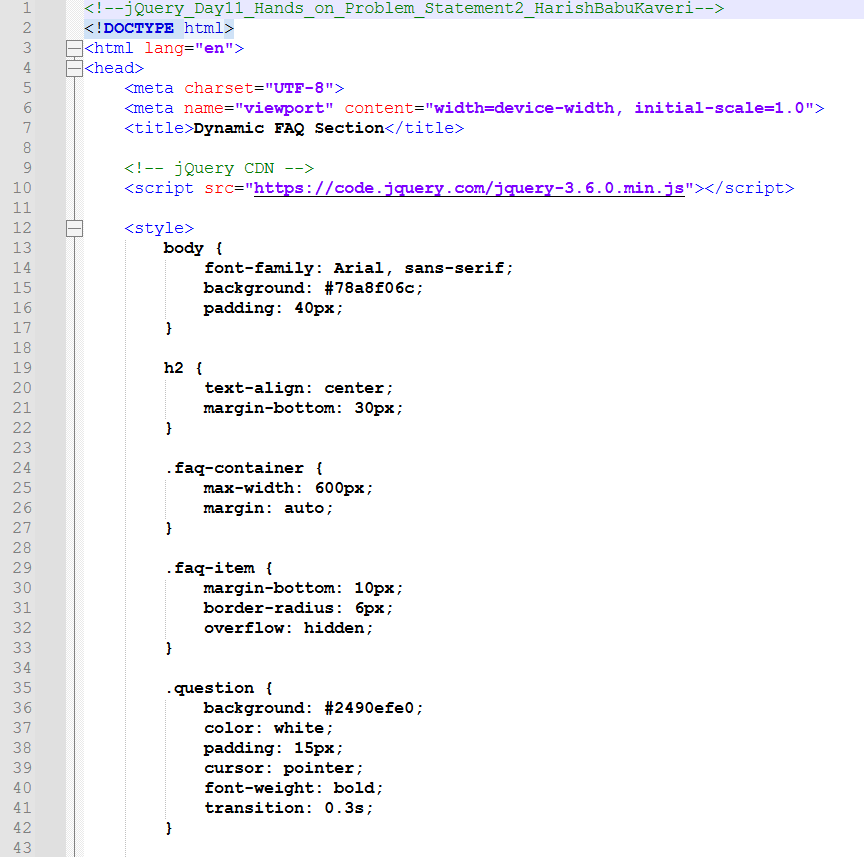 1 <!--jQuery_Day11_Hands_on_Problem_Statement2_HarishBabuKaveri-->
2 <!DOCTYPE html>
3 <html lang="en">
4 <head>
5     <meta charset="UTF-8">
6     <meta name="viewport" content="width=device-width, initial-scale=1.0">
7     <title>Dynamic FAQ Section</title>
8
9     <!-- jQuery CDN -->
10     <script src="https://code.jquery.com/jquery-3.6.0.min.js"></script>
11
12     <style>
13         body {
14             font-family: Arial, sans-serif;
15             background: #78a8f06c;
16             padding: 40px;
17         }
18
19         h2 {
20             text-align: center;
21             margin-bottom: 30px;
22         }
23
24         .faq-container {
25             max-width: 600px;
26             margin: auto;
27         }
28
29         .faq-item {
30             margin-bottom: 10px;
31             border-radius: 6px;
32             overflow: hidden;
33         }
34
35         .question {
36             background: #2490efe0;
37             color: white;
38             padding: 15px;
39             cursor: pointer;
40             font-weight: bold;
41             transition: 0.3s;
42         }
43